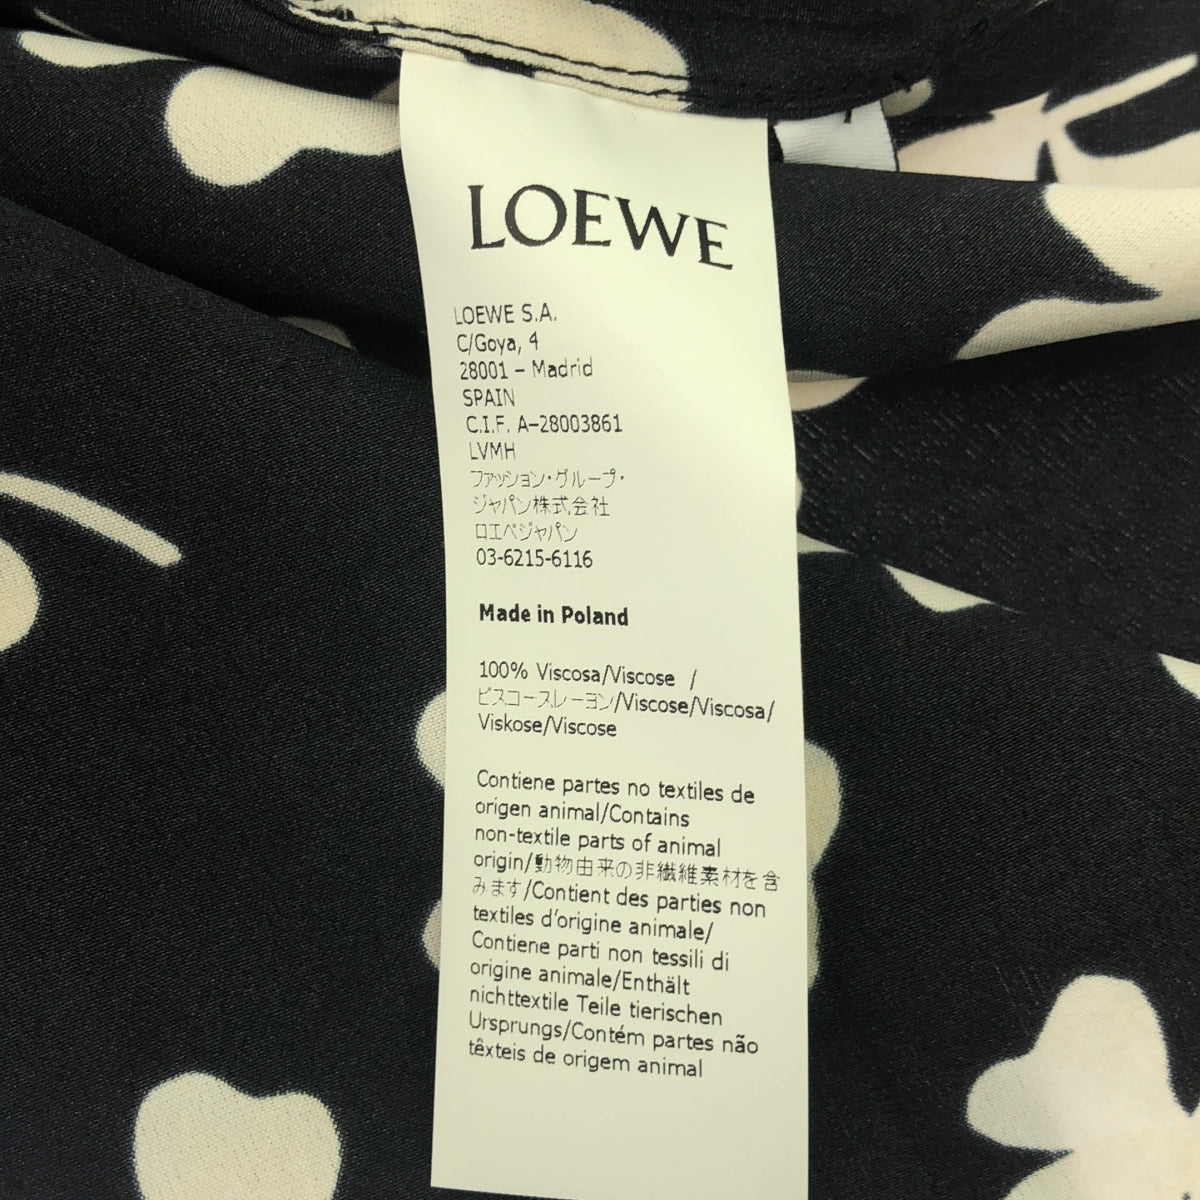 LOEWE
LOEWE S.A.
C/Goya, 4
28001 – Madrid
SPAIN
C.I.F. A-28003861
LVMH
ファッション・グループ・
ジャパン株式会社
ロエベジャパン
03-6215-6116
Made in Poland
100% Viscosa/Viscose /
ビスコースレーヨン/Viscose/Viscosa/
Viskose/Viscose
Contiene partes no textiles de
origen animal/Contains
non-textile parts of animal
origin/動物由来の非繊維素材を含
みます/Contient des parties non
textiles d’origine animale/
Contiene parti non tessili di
origine animale/Enthält
nichttextile Teile tierischen
Ursprungs/Contém partes não
têxteis de origem animal